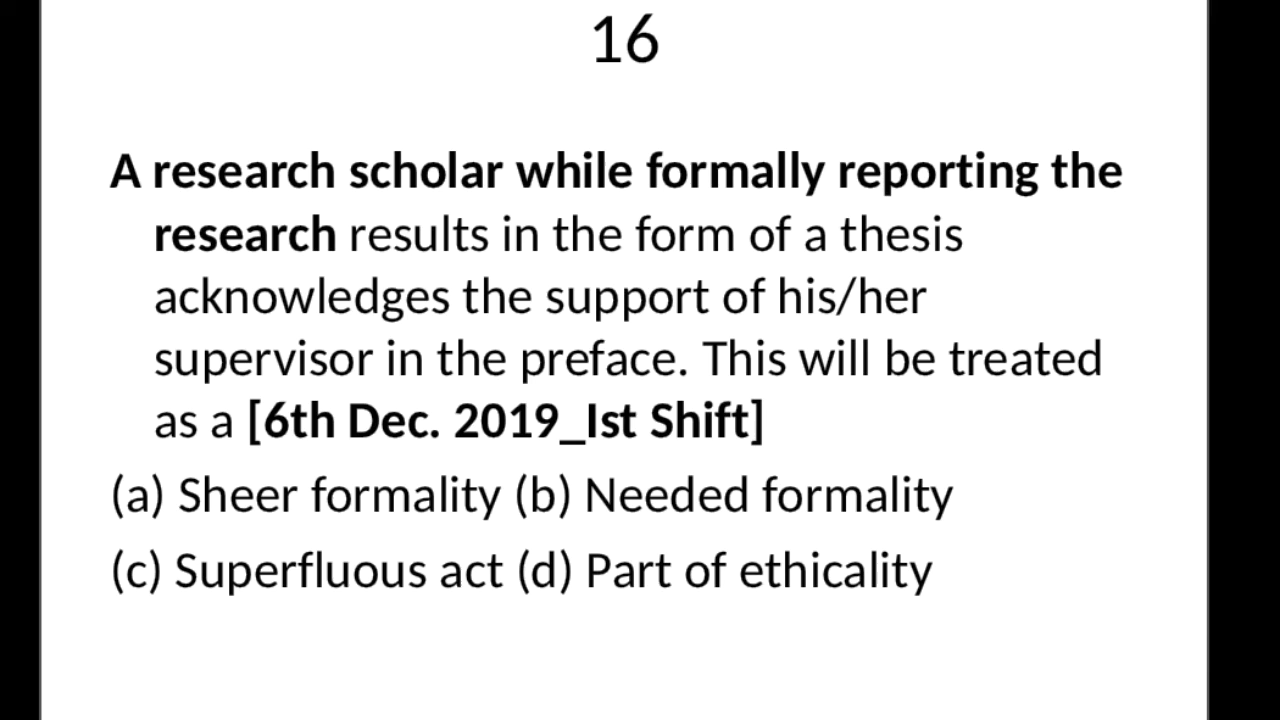 16
A research scholar while formally reporting the
research results in the form of a thesis
acknowledges the support of his/her
supervisor in the preface. This will be treated
as a [6th Dec. 2019_Ist Shift]
(a) Sheer formality (b) Needed formality
(c) Superfluous act (d) Part of ethicality